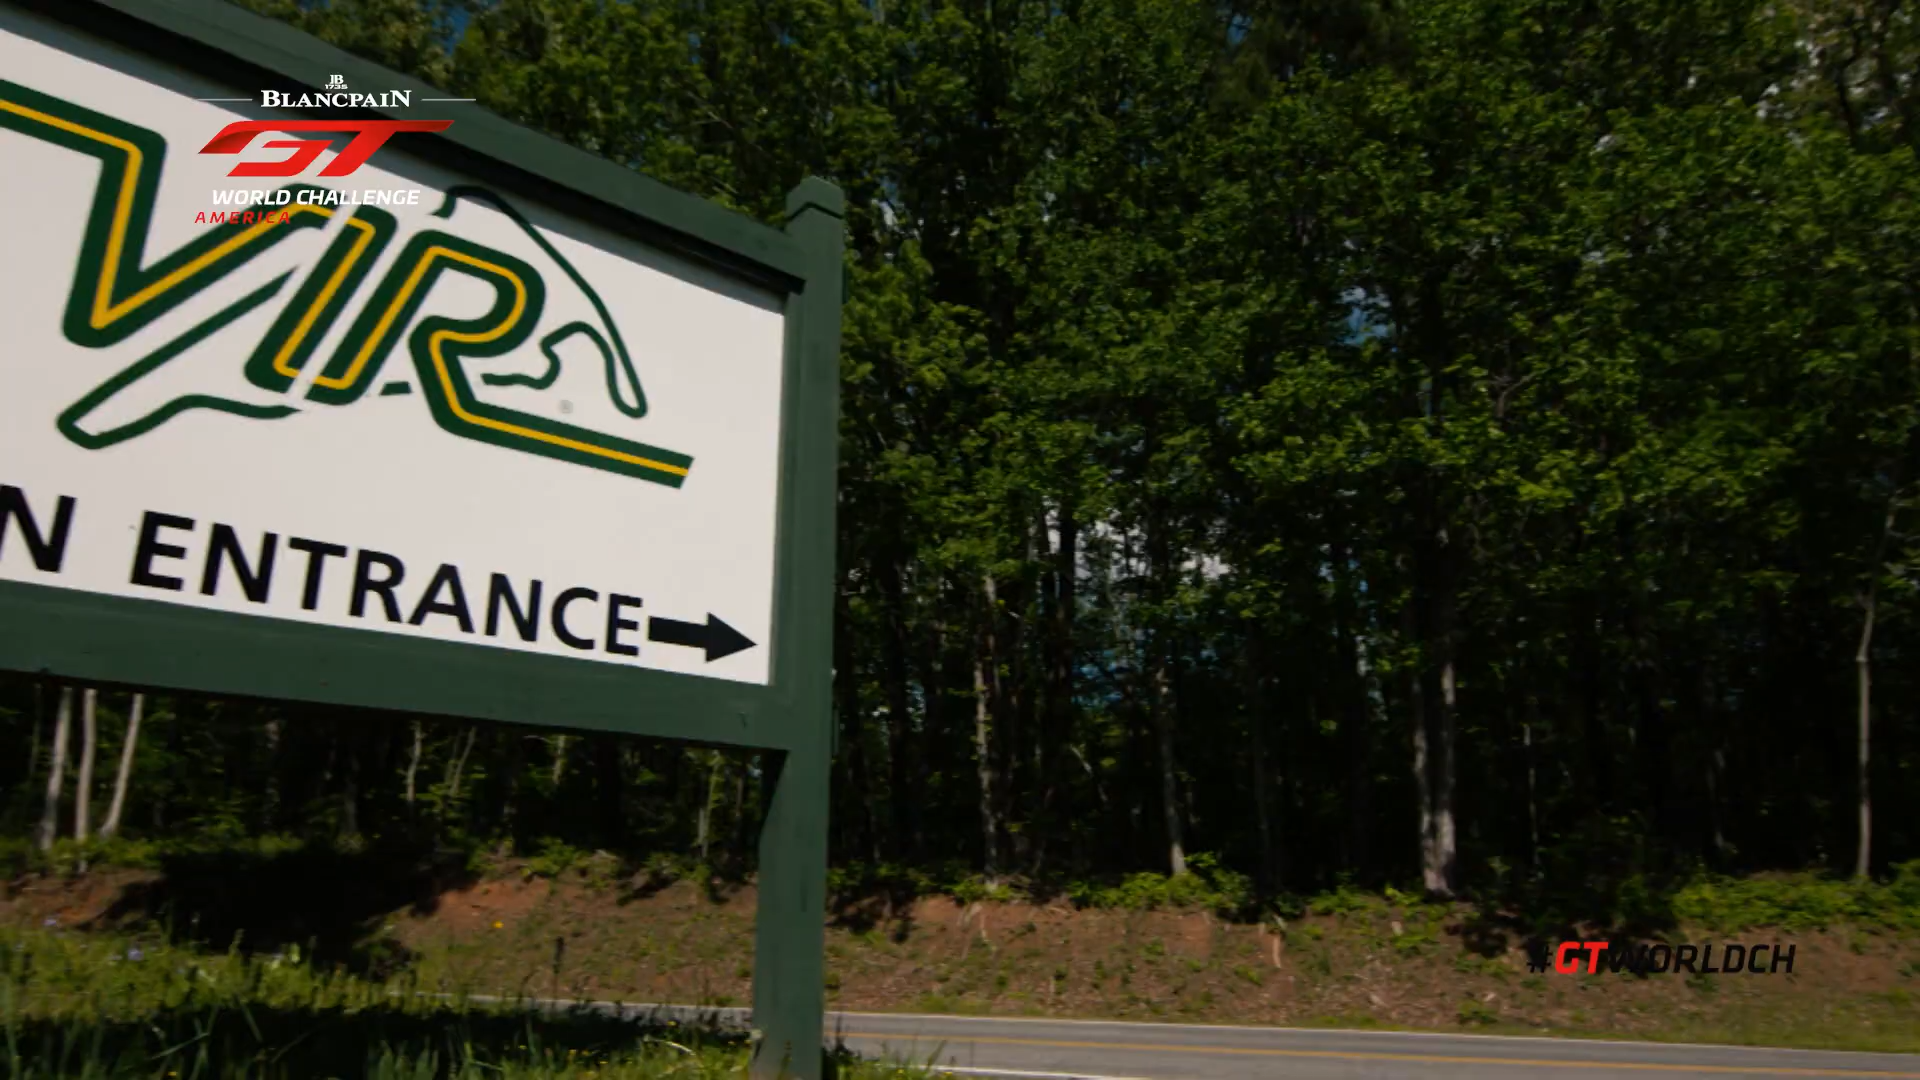 JB
1735
BLANCPAIN
GT
WORLD CHALLENGE
AMERICA
VIR
N ENTRANCE
#GTWORLDCH